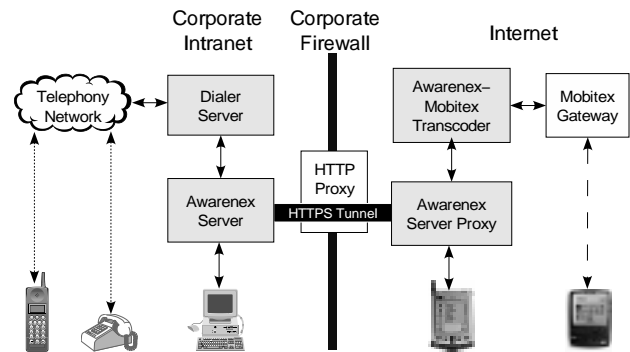 Corporate
Intranet
Corporate
Firewall
Internet
Telephony
Network
Dialer
Server
Awarenex–
Mobitex
Transcoder
Mobitex
Gateway
HTTP
Proxy
Awarenex
Server
HTTPS Tunnel
Awarenex
Server Proxy